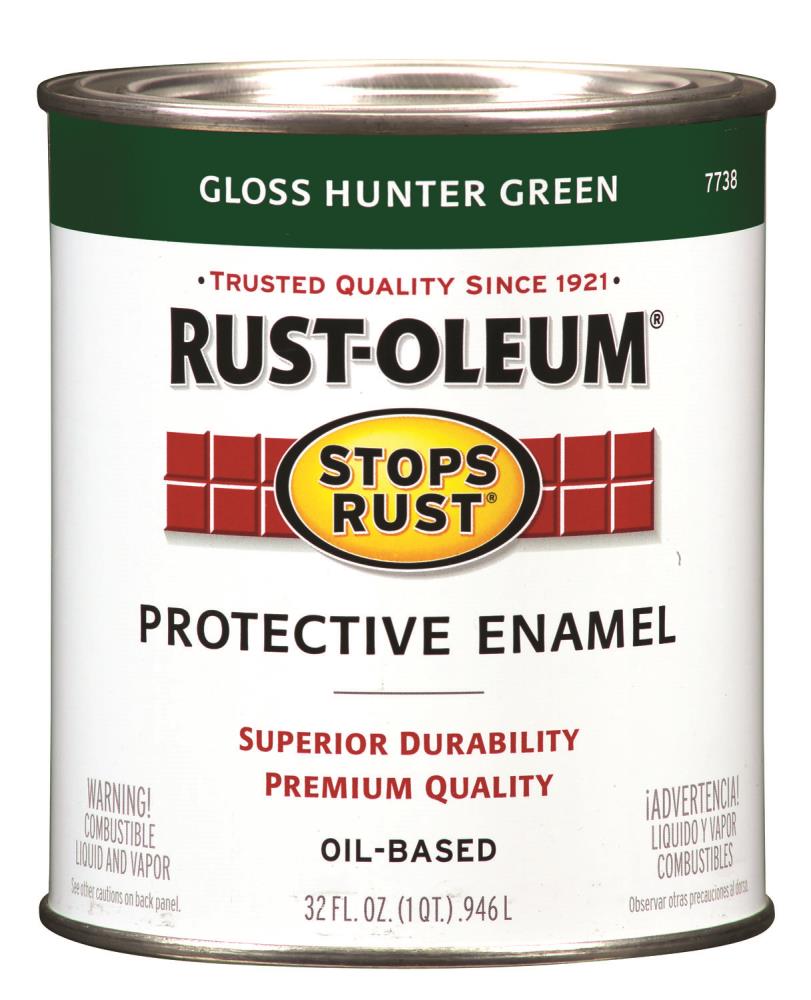 GLOSS HUNTER GREEN
7738
•TRUSTED QUALITY SINCE 1921•
RUST-OLEUM®
STOPS
RUST®
PROTECTIVE ENAMEL
SUPERIOR DURABILITY
PREMIUM QUALITY
OIL-BASED
32 FL. OZ. (1 QT.) .946 L
WARNING!
COMBUSTIBLE
LIQUID AND VAPOR
See other cautions on back panel.
¡ADVERTENCIA!
LIQUIDO Y VAPOR
COMBUSTIBLES
Observar otras precauciones al dorso.